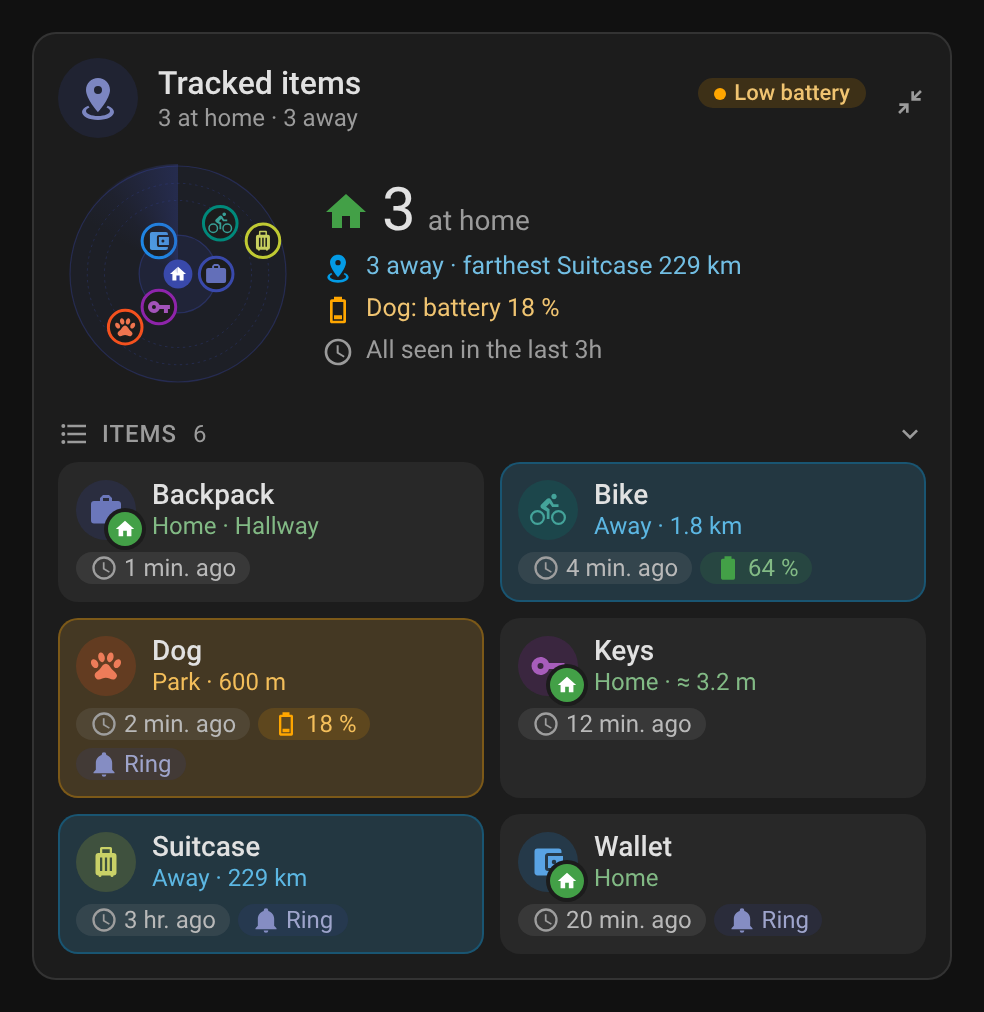 Tracked items
3 at home · 3 away
Low battery
3 at home
3 away · farthest Suitcase 229 km
Dog: battery 18 %
All seen in the last 3h
ITEMS 6
Backpack
Home · Hallway
1 min. ago
Bike
Away · 1.8 km
4 min. ago 64 %
Dog
Park · 600 m
2 min. ago 18 %
Ring
Keys
Home · ≈ 3.2 m
12 min. ago
Suitcase
Away · 229 km
3 hr. ago Ring
Wallet
Home
20 min. ago Ring